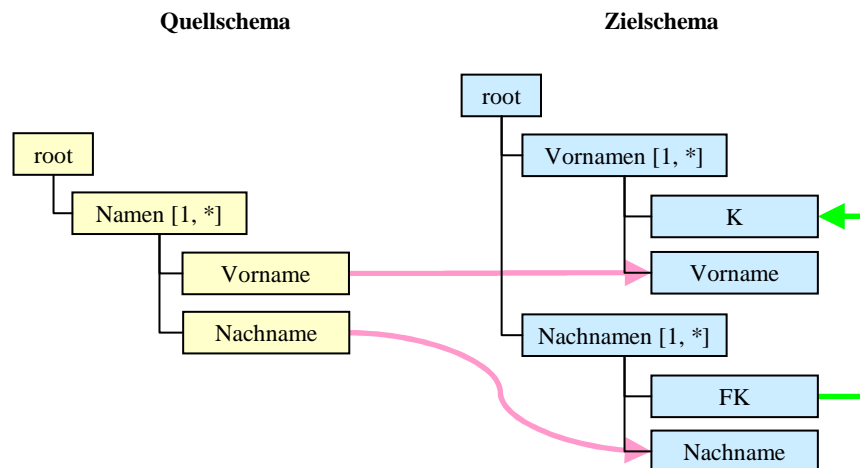 Quellschema
Zielschema
root
root
Vornamen [1, *]
Namen [1, *]
K
Vorname
Vorname
Nachname
Nachnamen [1, *]
FK
Nachname